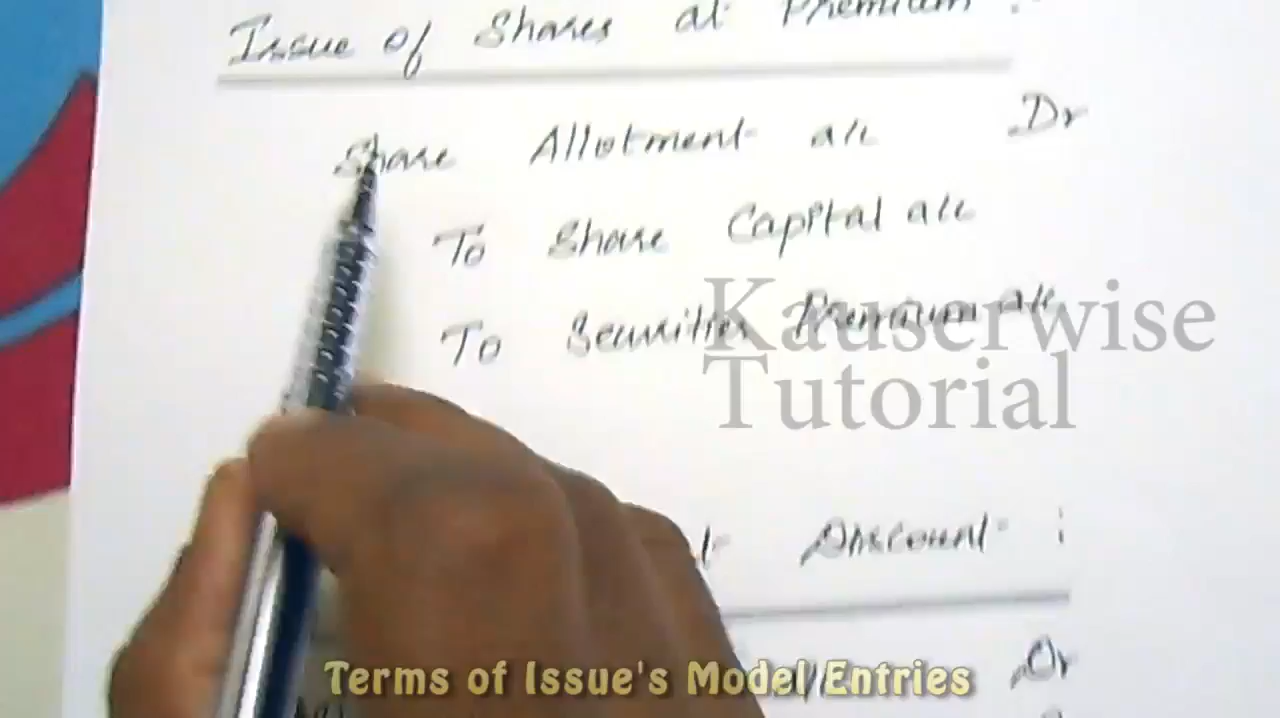 Issue of Shares at Premium :
Share Allotment a/c Dr
To Share Capital a/c
To Securities Premium a/c
Kauserwise
Tutorial
Discount :
Dr
Terms of Issue's Model Entries